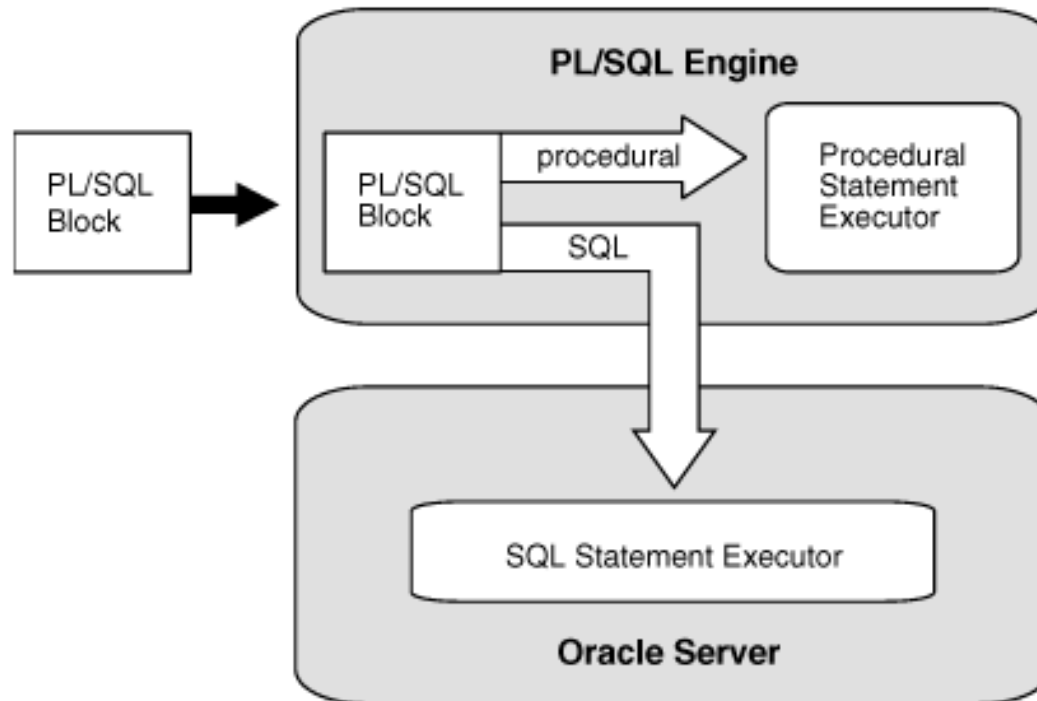 PL/SQL Engine
PL/SQL
Block
PL/SQL
Block
procedural
SQL
Procedural
Statement
Executor
SQL Statement Executor
Oracle Server